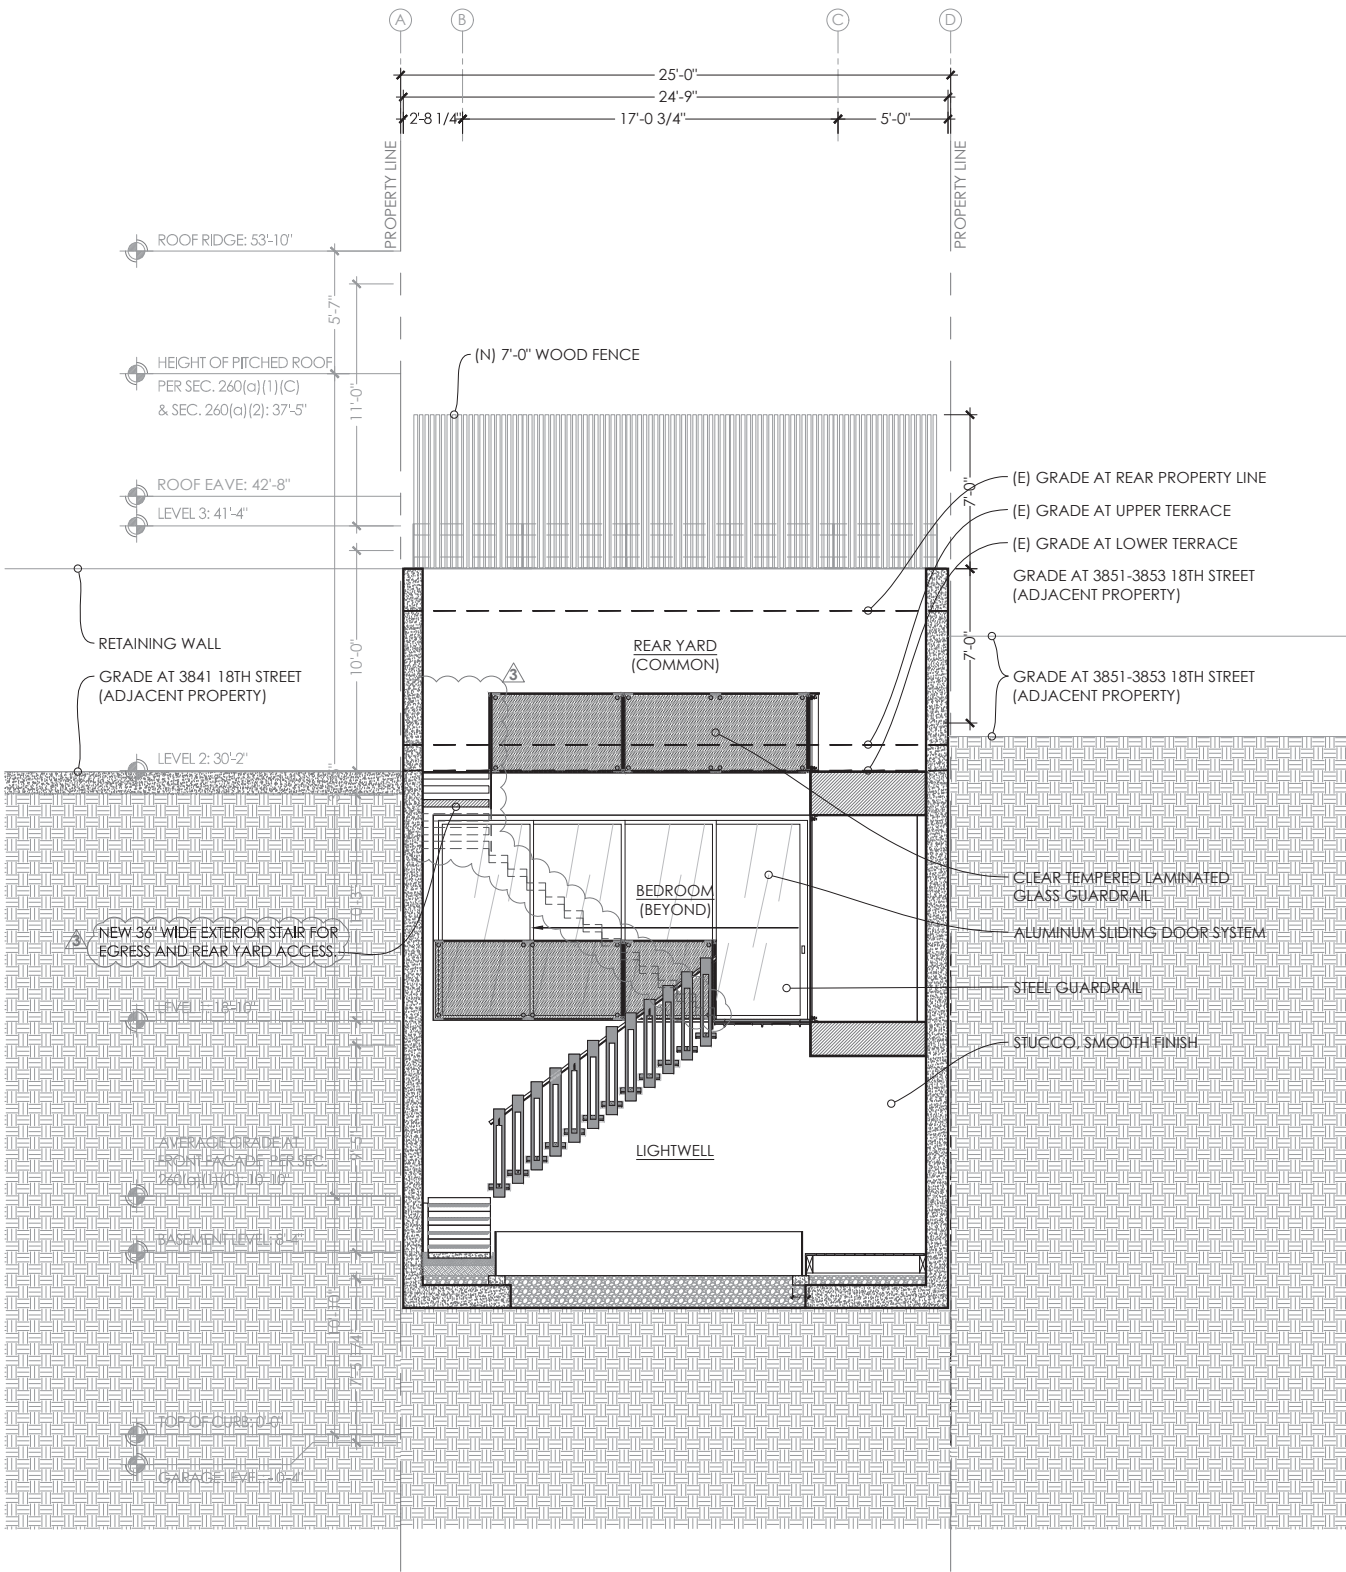 A B C D
25'-0"
24'-9"
2'-8 1/4" 17'-0 3/4" 5'-0"
PROPERTY LINE
PROPERTY LINE
ROOF RIDGE: 53'-10"
5'-7"
(N) 7'-0" WOOD FENCE
HEIGHT OF PITCHED ROOF
PER SEC. 260(a)(1)(C)
& SEC. 260(a)(2): 37'-5"
11'-0"
ROOF EAVE: 42'-8"
LEVEL 3: 41'-4"
7'-0"
(E) GRADE AT REAR PROPERTY LINE
(E) GRADE AT UPPER TERRACE
(E) GRADE AT LOWER TERRACE
GRADE AT 3851-3853 18TH STREET
(ADJACENT PROPERTY)
RETAINING WALL
10'-0"
REAR YARD
(COMMON)
7'-0"
GRADE AT 3841 18TH STREET
(ADJACENT PROPERTY)
3
GRADE AT 3851-3853 18TH STREET
(ADJACENT PROPERTY)
LEVEL 2: 30'-2"
CLEAR TEMPERED LAMINATED
GLASS GUARDRAIL
BEDROOM
(BEYOND)
3
NEW 36" WIDE EXTERIOR STAIR FOR
EGRESS AND REAR YARD ACCESS.
10'-3"
ALUMINUM SLIDING DOOR SYSTEM
STEEL GUARDRAIL
LEVEL 1: 18'-10"
STUCCO, SMOOTH FINISH
AVERAGE GRADE AT
FRONT FACADE PER SEC.
260(a)(1)(C): 10'-10"
9'-5"
LIGHTWELL
BASEMENT LEVEL: 8'-4"
10'-10"
TOP OF CURB: 0'-0"
GARAGE LEVEL: -0'-4"